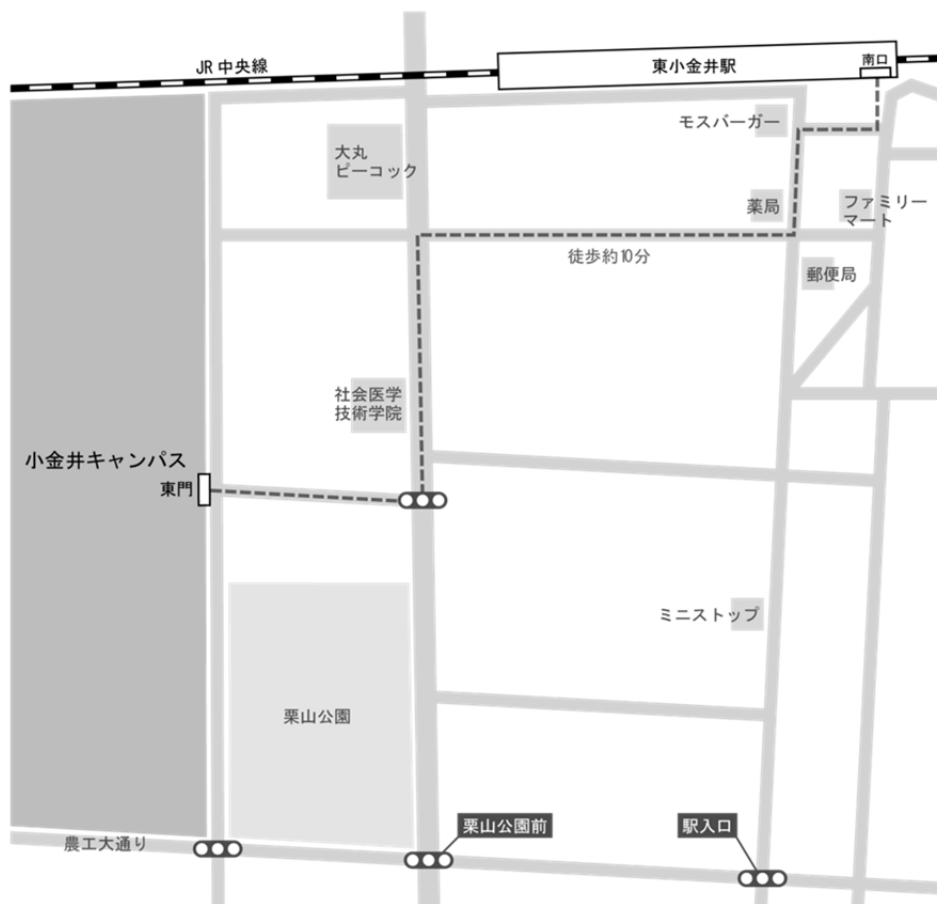 JR 中央線
東小金井駅
南口
モスバーガー
大丸
ピーコック
薬局
ファミリー
マート
徒歩約10分
郵便局
社会医学
技術学院
小金井キャンパス
東門
ミニストップ
栗山公園
栗山公園前
駅入口
農工大通り